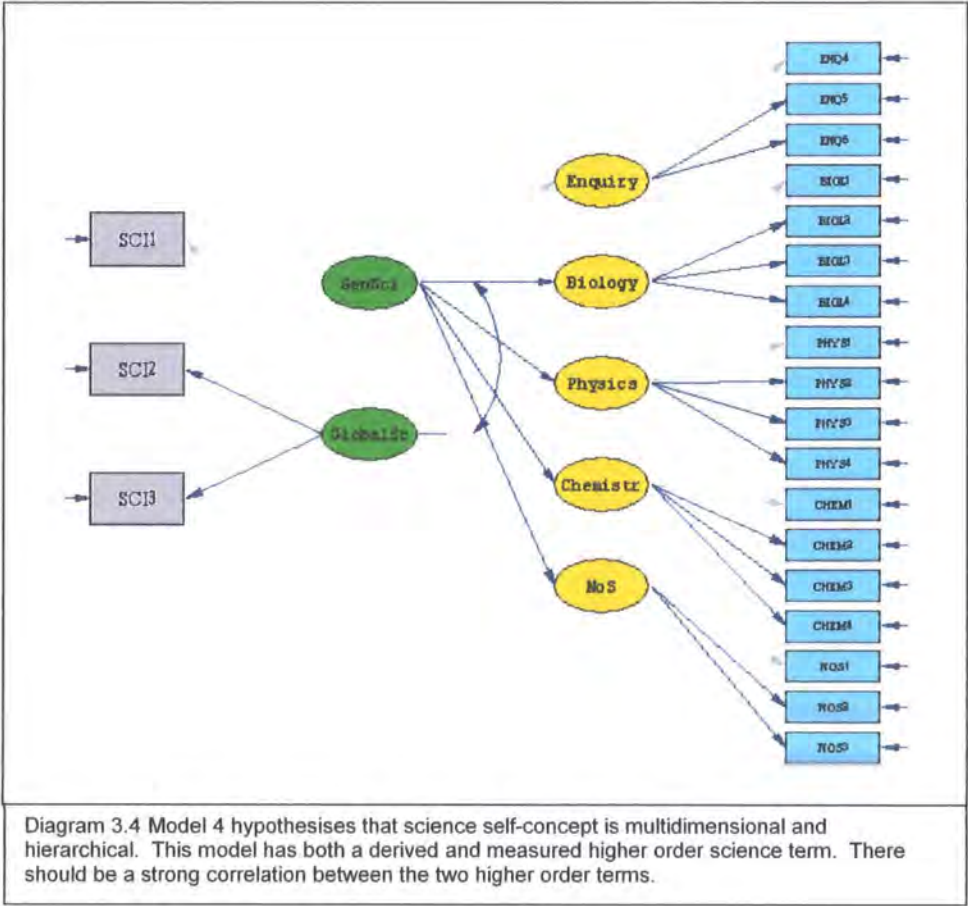 ENQ4
ENQ5
ENQ6
Enquiry
BIOL1
SCI1
BIOL2
BIOL3
GenSci
Biology
BIOL4
PHYS1
SCI2
Physics
PHYS2
PHYS3
GlobalSc
PHYS4
Chemistr
SCI3
CHEM1
CHEM2
CHEM3
NoS
CHEM4
NOS1
NOS2
NOS3
Diagram 3.4 Model 4 hypothesises that science self-concept is multidimensional and
hierarchical. This model has both a derived and measured higher order science term. There
should be a strong correlation between the two higher order terms.